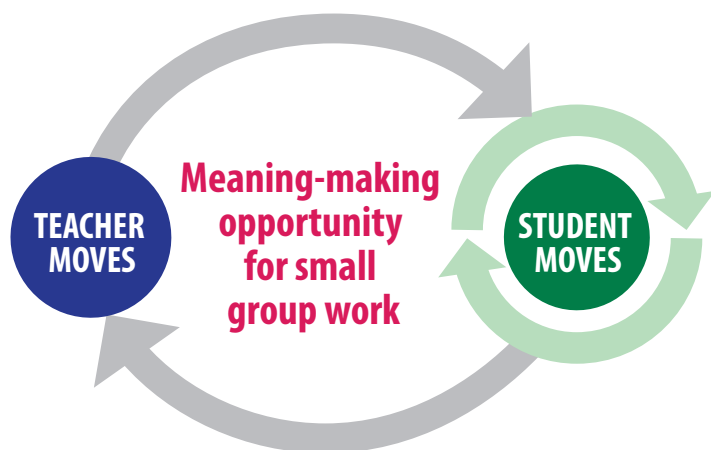 TEACHER
MOVES
Meaning-making
opportunity
for small
group work
STUDENT
MOVES